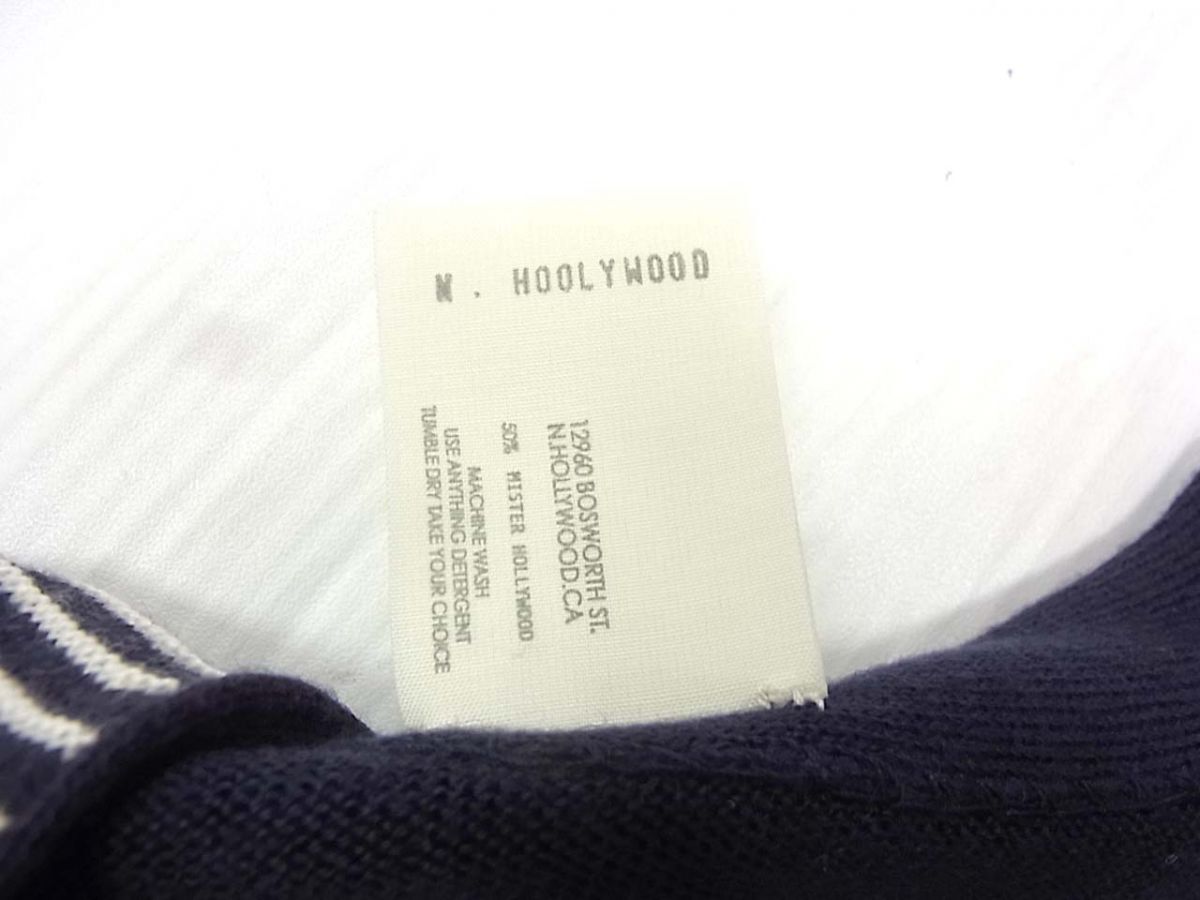 N. HOOLYWOOD
12960 BOSWORTH ST.
N.HOLLYWOOD.CA
50% MISTER HOLLYWOOD
MACHINE WASH
USE ANYTHING DETERGENT
TUMBLE DRY TAKE YOUR CHOICE